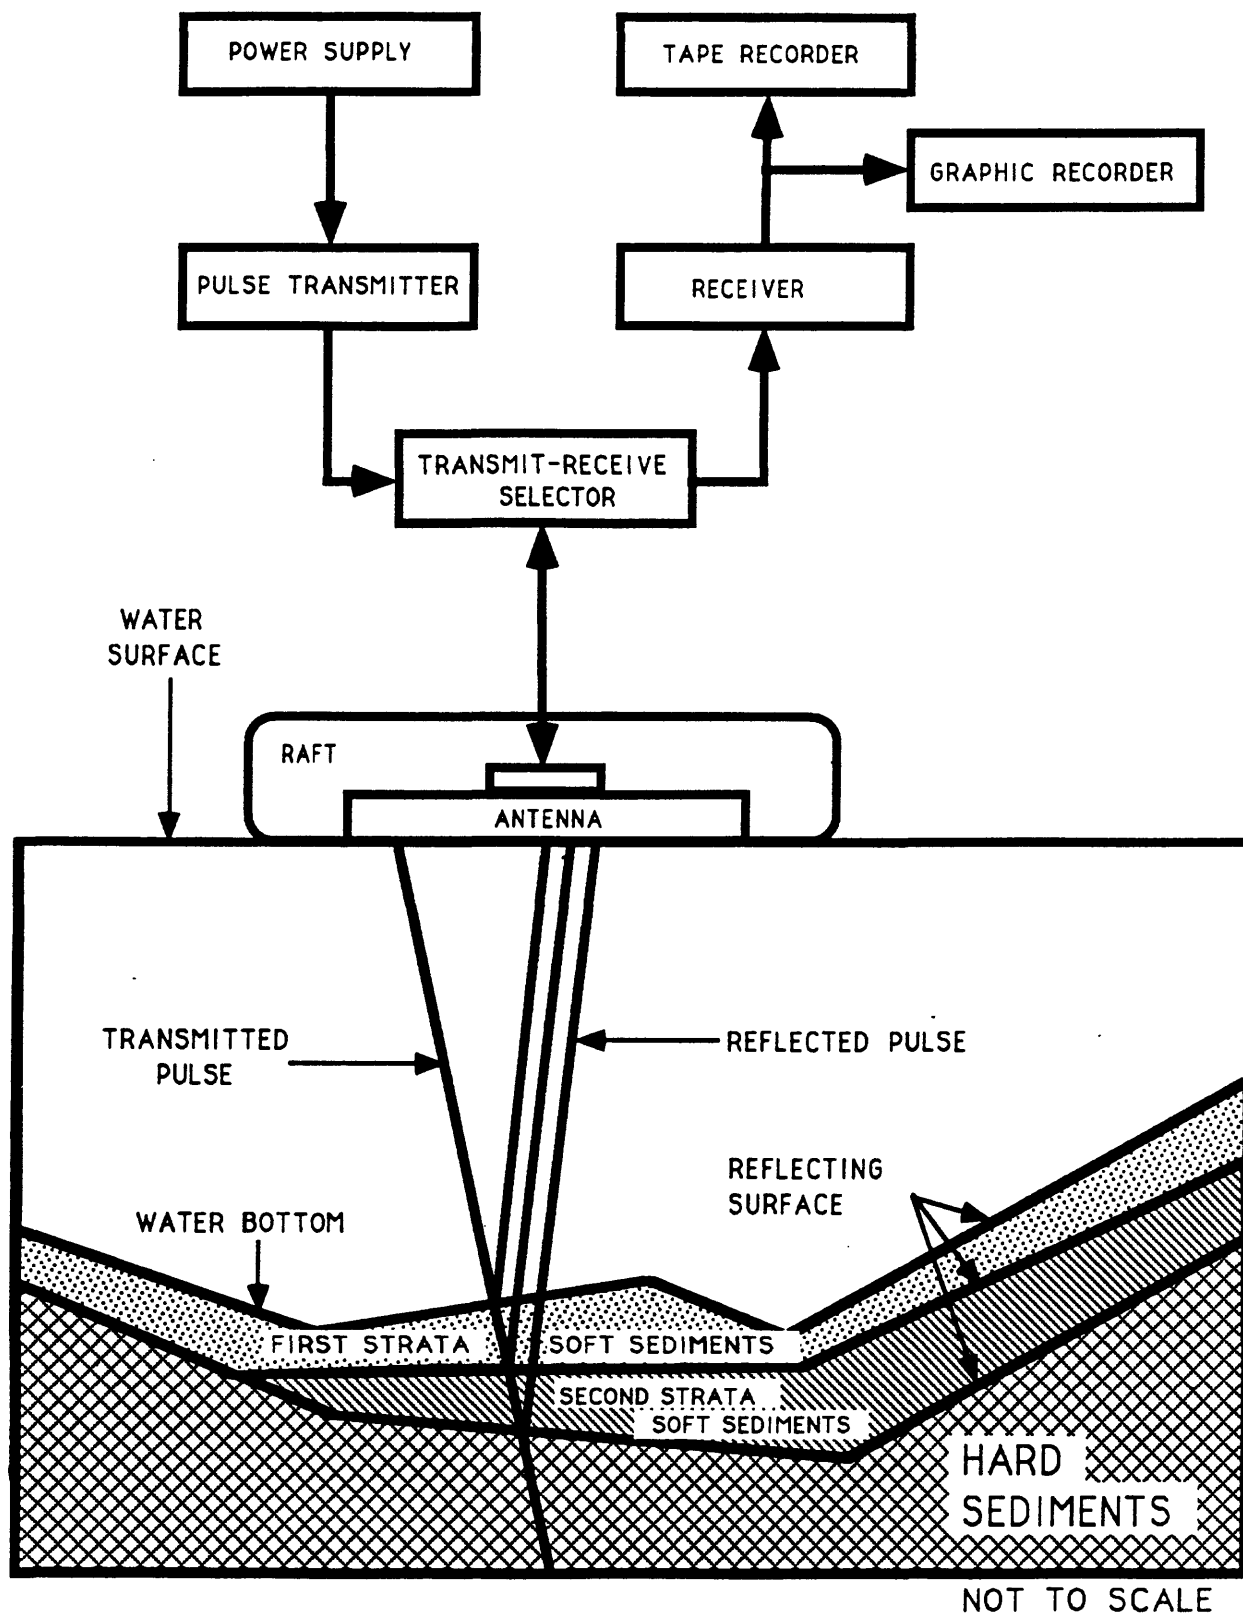 POWER SUPPLY
TAPE RECORDER
GRAPHIC RECORDER
PULSE TRANSMITTER
RECEIVER
TRANSMIT-RECEIVE
SELECTOR
WATER
SURFACE
RAFT
ANTENNA
TRANSMITTED
PULSE
REFLECTED PULSE
REFLECTING
SURFACE
WATER BOTTOM
FIRST STRATA
SOFT SEDIMENTS
SECOND STRATA
SOFT SEDIMENTS
HARD
SEDIMENTS
NOT TO SCALE